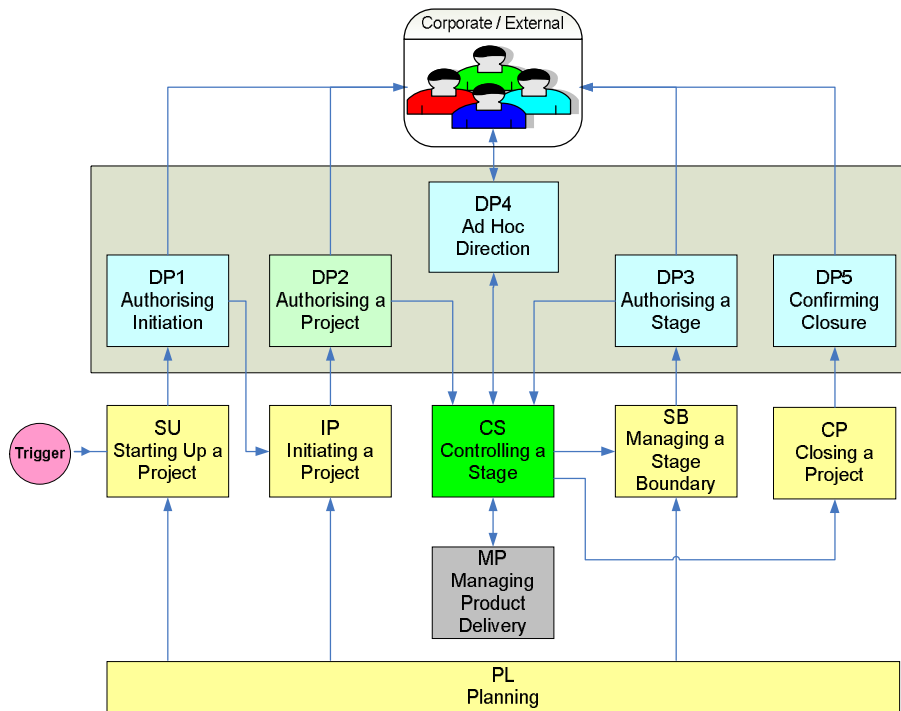 Corporate / External
DP4
Ad Hoc
Direction
DP1
Authorising
Initiation
DP2
Authorising a
Project
DP3
Authorising a
Stage
DP5
Confirming
Closure
Trigger
SU
Starting Up a
Project
IP
Initiating a
Project
CS
Controlling a
Stage
SB
Managing a
Stage
Boundary
CP
Closing a
Project
MP
Managing
Product
Delivery
PL
Planning